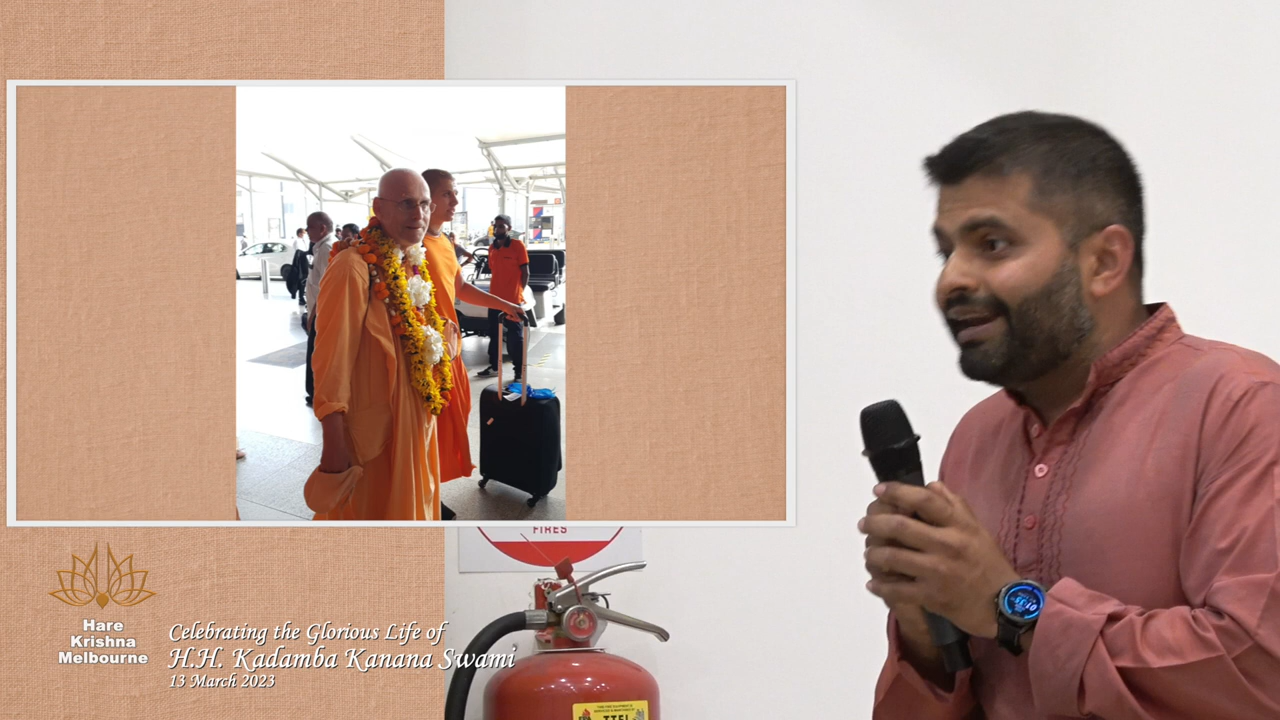 FIRES
Hare
Krishna
Melbourne
Celebrating the Glorious Life of
H.H. Kadamba Kanana Swami
13 March 2023